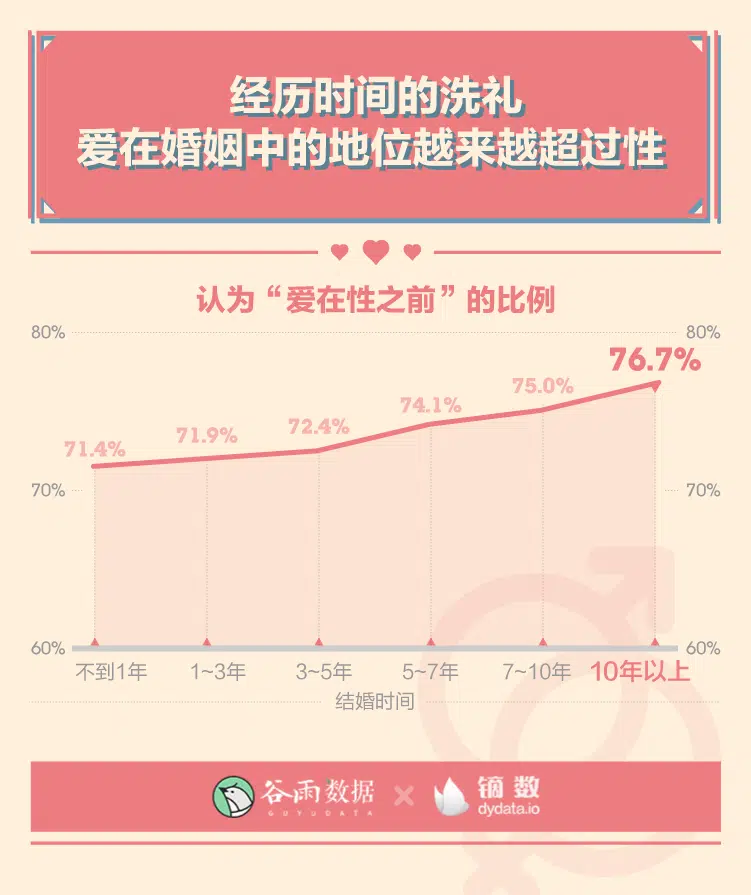 经历时间的洗礼
爱在婚姻中的地位越来越超过性
认为“爱在性之前”的比例
80% 80%
76.7%
75.0%
74.1%
72.4%
71.9%
71.4%
70% 70%
60% 60%
不到1年 1~3年 3~5年 5~7年 7~10年 10年以上
结婚时间
谷雨数据 × 镝数
GUYUDATA dydata.io